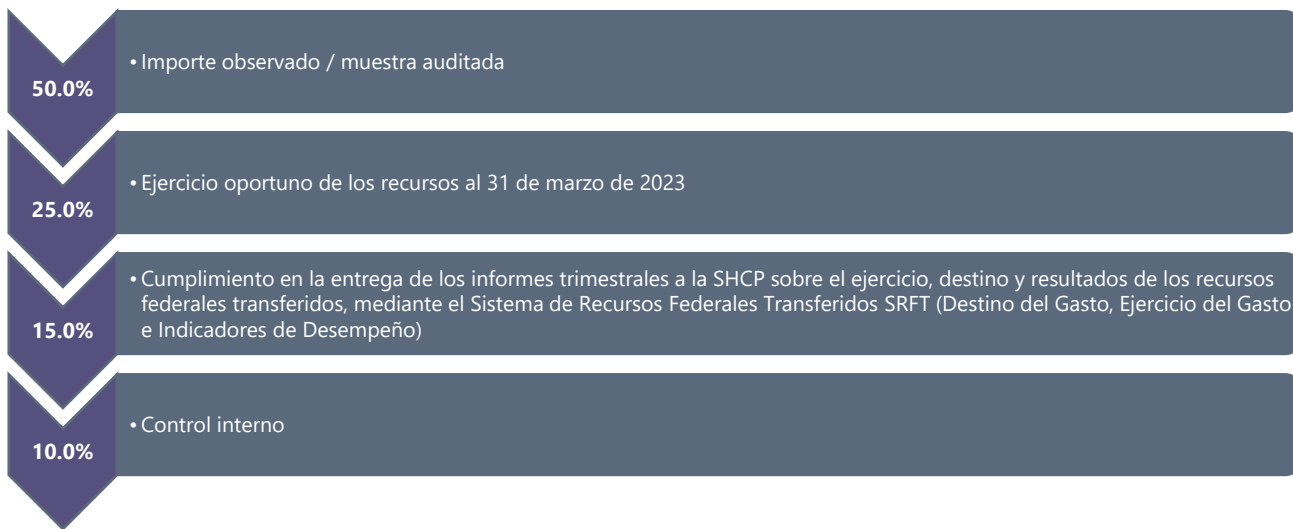 50.0%
• Importe observado / muestra auditada
25.0%
• Ejercicio oportuno de los recursos al 31 de marzo de 2023
15.0%
• Cumplimiento en la entrega de los informes trimestrales a la SHCP sobre el ejercicio, destino y resultados de los recursos
federales transferidos, mediante el Sistema de Recursos Federales Transferidos SRFT (Destino del Gasto, Ejercicio del Gasto
e Indicadores de Desempeño)
10.0%
• Control interno